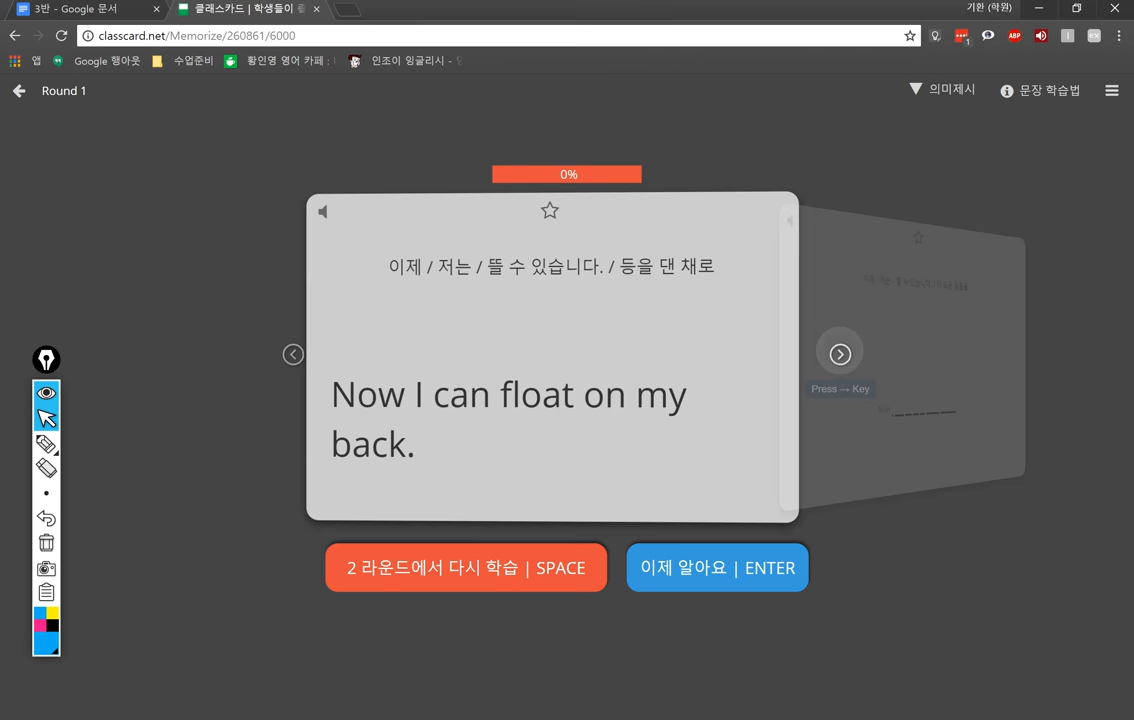 3반 - Google 문서
클래스카드 | 학생들이
기환 (학원)
classcard.net/Memorize/260861/6000
ABP
1
앱
Google 행아웃
수업준비
황인영 영어 카페 :
인조이 잉글리시 -
Round 1
의미제시
문장 학습법
0%
이제 / 저는 / 뜰 수 있습니다. / 등을 댄 채로
Now I can float on my
back.
Press → Key
2 라운드에서 다시 학습 | SPACE
이제 알아요 | ENTER